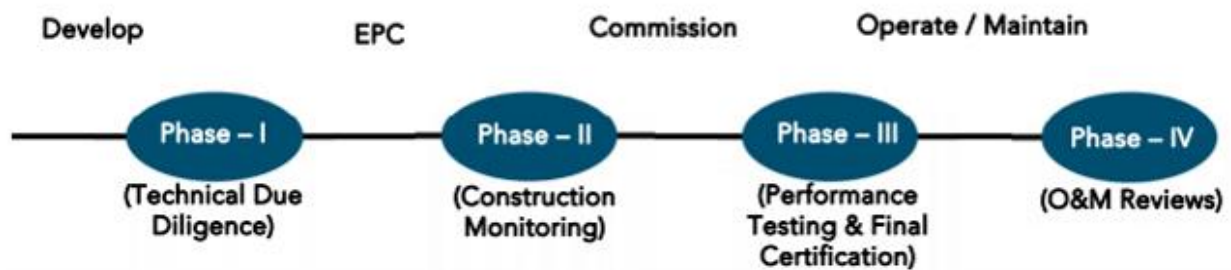 Develop
EPC
Commission
Operate / Maintain
Phase – I
Phase – II
Phase – III
Phase – IV
(Technical Due
Diligence)
(Construction
Monitoring)
(Performance
Testing & Final
Certification)
(O&M Reviews)